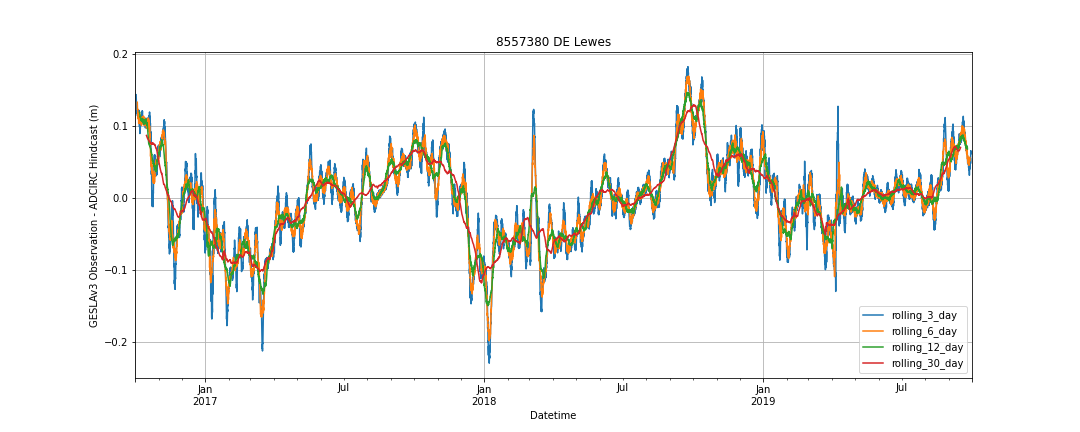 8557380 DE Lewes
GESLAv3 Observation - ADCIRC Hindcast (m)
0.2
0.1
0.0
−0.1
−0.2
Jan
2017
Jul
Jan
2018
Jul
Jan
2019
Jul
Datetime
rolling_3_day
rolling_6_day
rolling_12_day
rolling_30_day